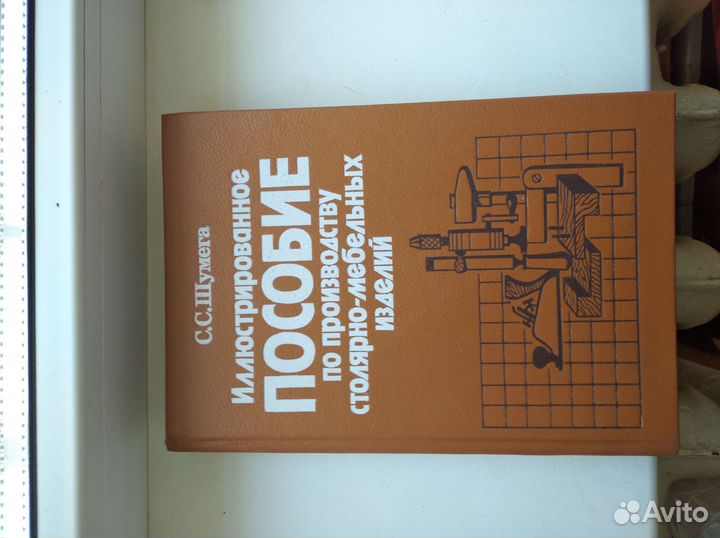 С.С.Шумега
Иллюстрированное
ПОСОБИЕ
по производству
столярно-мебельных
изделий
Avito